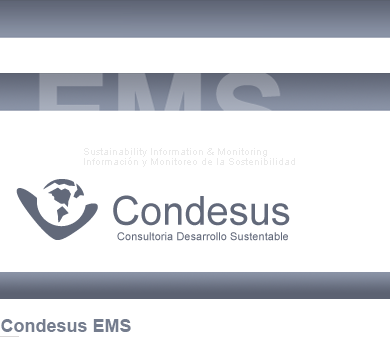 EMS
Sustainability Information & Monitoring
Información y Monitoreo de la Sostenibilidad
Condesus
Consultoria Desarrollo Sustentable
Condesus EMS